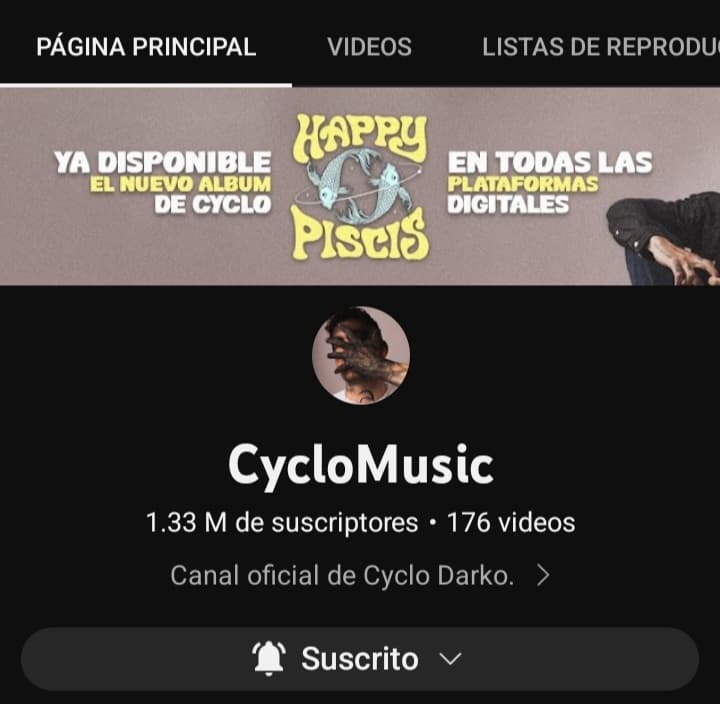 PÁGINA PRINCIPAL
VIDEOS
LISTAS DE REPRODU
YA DISPONIBLE
EL NUEVO ALBUM
DE CYCLO
HAPPY
PISCIS
EN TODAS LAS
PLATAFORMAS
DIGITALES
CycloMusic
1.33 M de suscriptores • 176 videos
Canal oficial de Cyclo Darko.
Suscrito